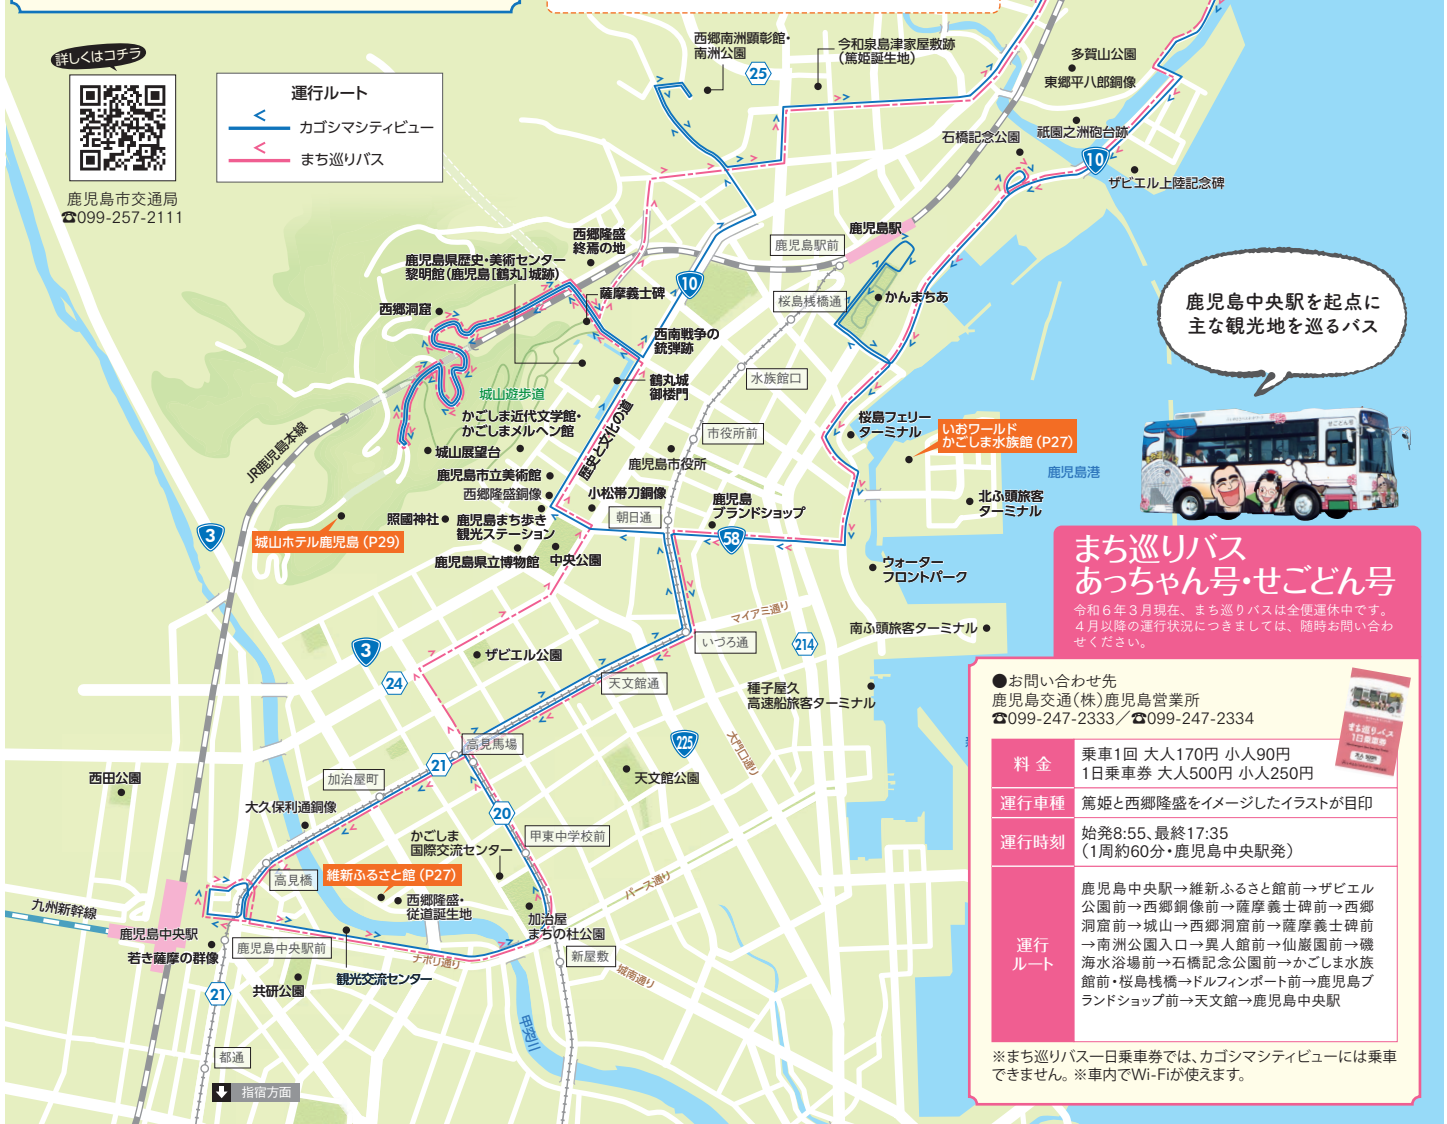 詳しくはコチラ
鹿児島市交通局
☎099-257-2111
運行ルート
カゴシマシティビュー
まち巡りバス
西郷南洲顕彰館・
南洲公園
25
今和泉島津家屋敷跡
（篤姫誕生地）
多賀山公園
東郷平八郎銅像
石橋記念公園
祇園之洲砲台跡
10
ザビエル上陸記念碑
西郷隆盛
終焉の地
鹿児島県歴史・美術センター
黎明館（鹿児島［鶴丸］城跡）
薩摩義士碑
10
鹿児島駅前
鹿児島駅
桜島桟橋通
かんまちあ
西郷洞窟
西南戦争の
銃弾跡
鶴丸城
御楼門
水族館口
城山遊歩道
かごしま近代文学館・
かごしまメルヘン館
歴史と文化の道
市役所前
桜島フェリー
ターミナル
いおワールド
かごしま水族館（P27）
JR鹿児島本線
城山展望台
鹿児島市役所
鹿児島市立美術館
西郷隆盛銅像
小松帯刀銅像
鹿児島
ブランドショップ
鹿児島港
北ふ頭旅客
ターミナル
3
城山ホテル鹿児島（P29）
照國神社
鹿児島まち歩き
観光ステーション
朝日通
58
鹿児島県立博物館
中央公園
ウォーター
フロントパーク
マイアミ通り
いづろ通
214
南ふ頭旅客ターミナル
3
24
ザビエル公園
天文館通
種子屋久
高速船旅客ターミナル
225
大門口通り
高見馬場
21
加治屋町
天文館公園
西田公園
大久保利通銅像
20
かごしま
国際交流センター
甲東中学校前
高見橋
維新ふるさと館（P27）
西郷隆盛・
従道誕生地
パース通り
九州新幹線
鹿児島中央駅
若き薩摩の群像
鹿児島中央駅前
加治屋
まちの杜公園
新屋敷
ナポリ通り
観光交流センター
城南通り
21
共研公園
甲突川
都通
指宿方面
鹿児島中央駅を起点に
主な観光地を巡るバス
せごどん号
まち巡りバス
あっちゃん号・せごどん号
令和６年３月現在、まち巡りバスは全便運休中です。
４月以降の運行状況につきましては、随時お問い合わ
せください。
●お問い合わせ先
鹿児島交通（株）鹿児島営業所
☎099-247-2333／☎099-247-2334
まち巡りバス
1日乗車券
料 金
乗車1回 大人170円 小人90円
1日乗車券 大人500円 小人250円
運行車種
篤姫と西郷隆盛をイメージしたイラストが目印
運行時刻
始発8:55、最終17:35
（1周約60分・鹿児島中央駅発）
運行
ルート
鹿児島中央駅→維新ふるさと館前→ザビエル
公園前→西郷銅像前→薩摩義士碑前→西郷
洞窟前→城山→西郷洞窟前→薩摩義士碑前
→南洲公園入口→異人館前→仙巌園前→磯
海水浴場前→石橋記念公園前→かごしま水族
館前・桜島桟橋→ドルフィンポート前→鹿児島ブ
ランドショップ前→天文館→鹿児島中央駅
※まち巡りバス一日乗車券では、カゴシマシティビューには乗車
できません。※車内でWi-Fiが使えます。